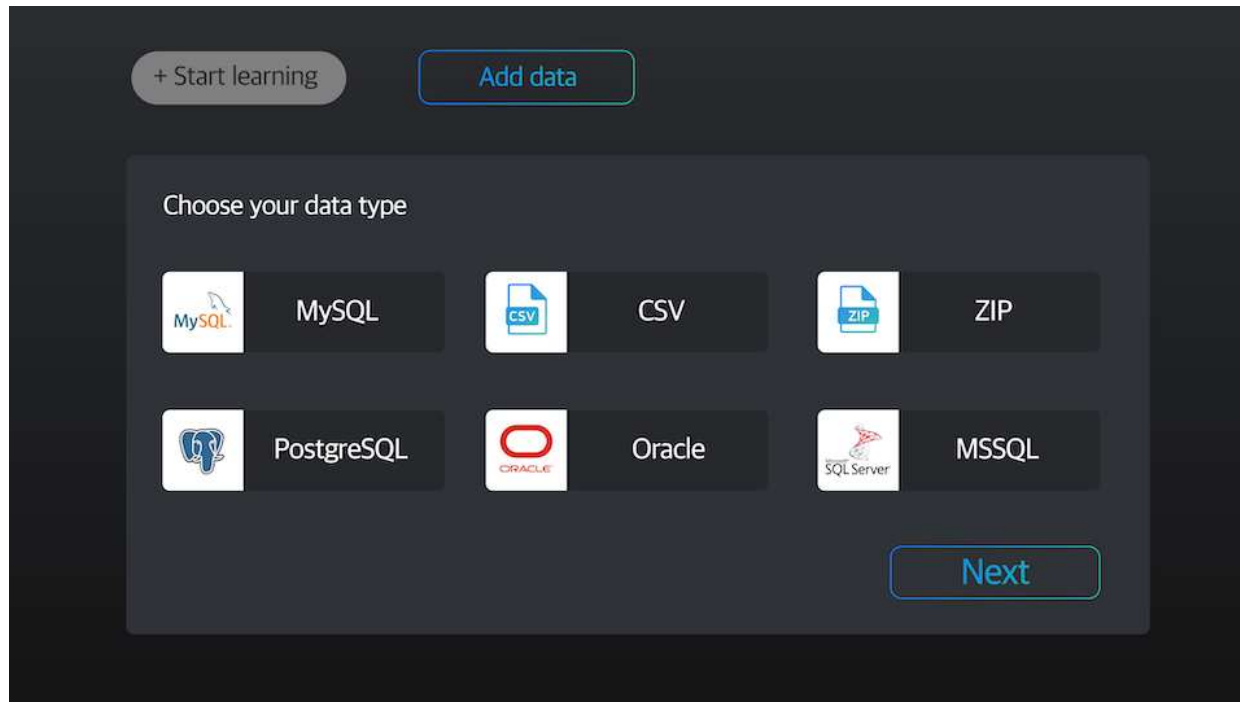 + Start learning
Add data
Choose your data type
MySQL.
MySQL
CSV
CSV
ZIP
ZIP
PostgreSQL
ORACLE
Oracle
Microsoft
SQL Server
MSSQL
Next